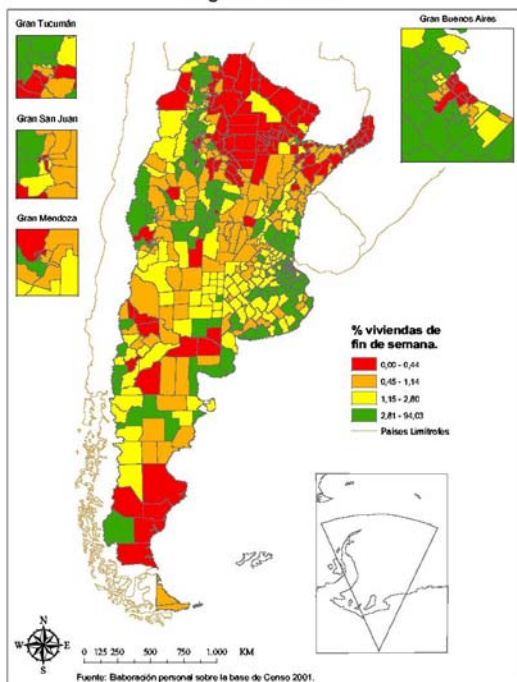 Gran Tucumán
Gran Buenos Aires
Gran San Juan
Gran Mendoza
% viviendas de
fin de semana.
0,00 - 0,44
0,45 - 1,14
1,15 - 2,80
2,81 - 94,03
Países Limítrofes
N
W E
S
0 125 250 500 750 1.000 KM
Fuente: Elaboración personal sobre la base de Censo 2001.